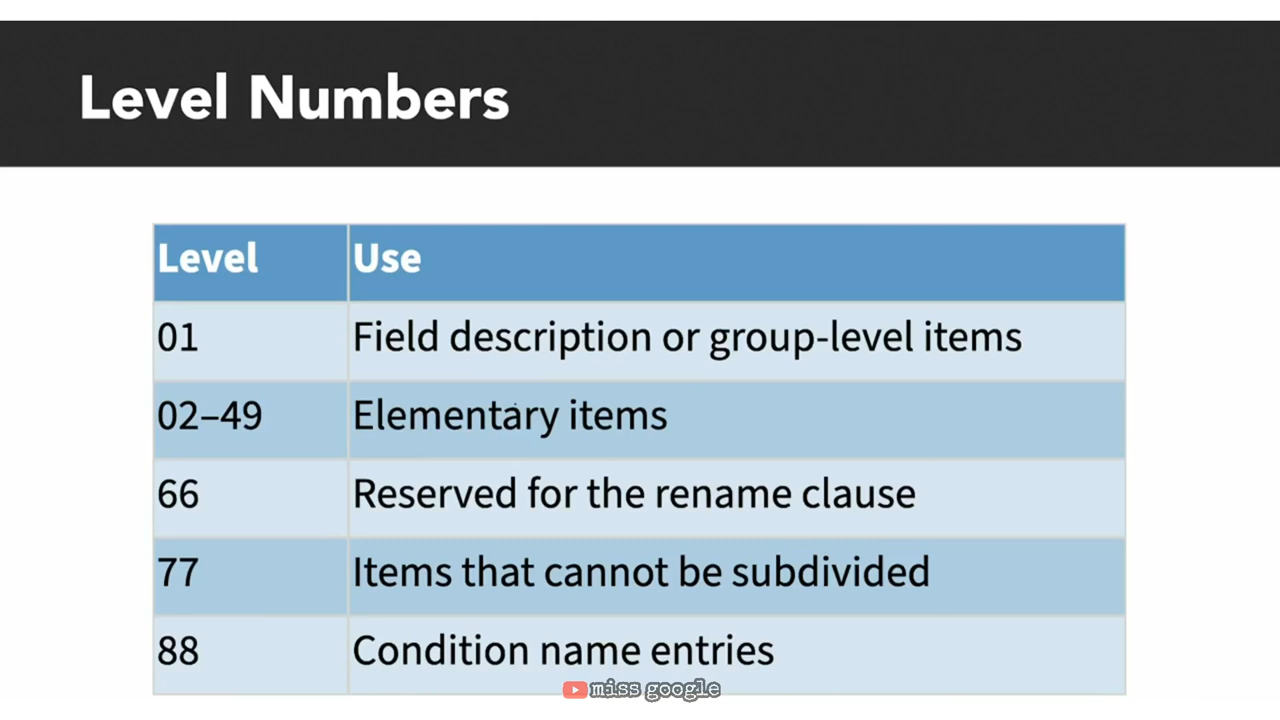 Level Numbers
Level Use
01 Field description or group-level items
02–49 Elementary items
66 Reserved for the rename clause
77 Items that cannot be subdivided
88 Condition name entries
miss google